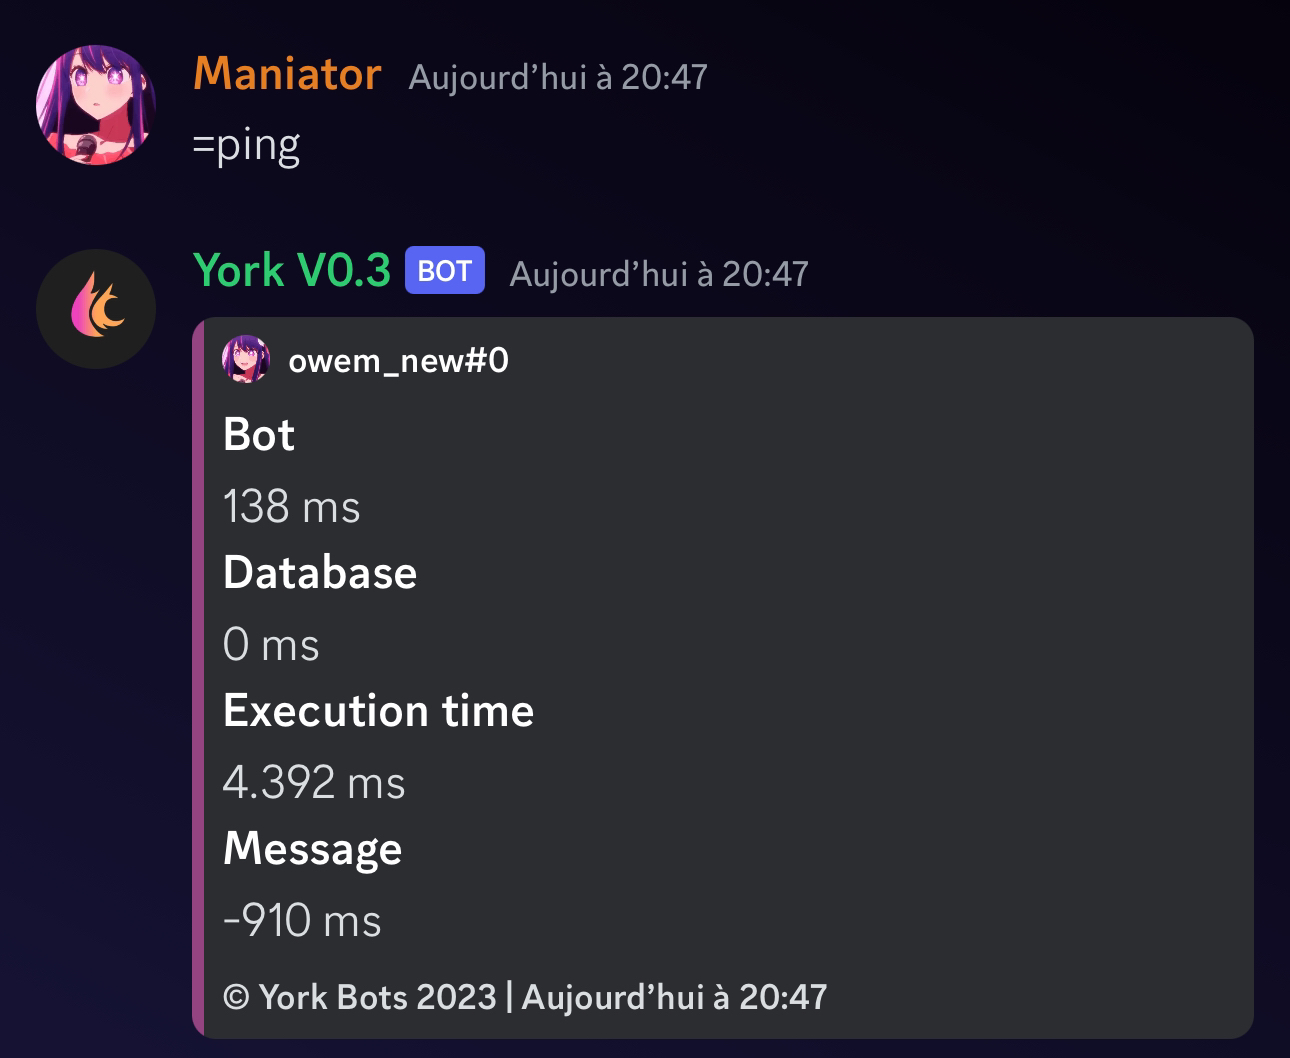 Maniator Aujourd’hui à 20:47
=ping
York V0.3 BOT Aujourd’hui à 20:47
owem_new#0
Bot
138 ms
Database
0 ms
Execution time
4.392 ms
Message
-910 ms
© York Bots 2023 | Aujourd’hui à 20:47